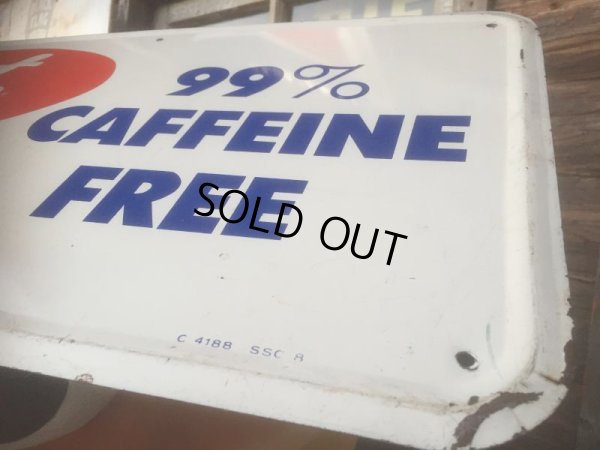 99%
CAFFEINE
FREE
SOLD OUT
C 4188 SSC 8